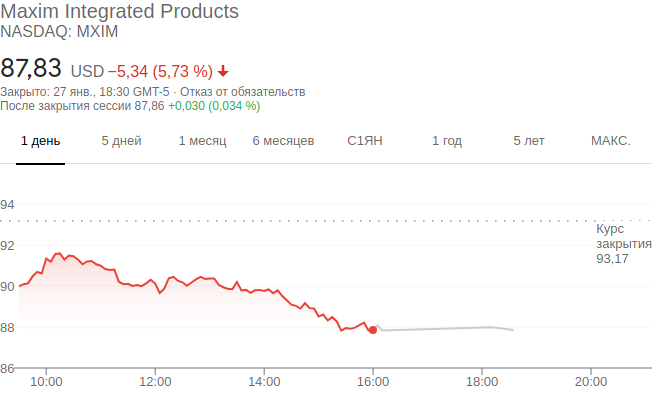 Maxim Integrated Products
NASDAQ: MXIM
87,83 USD −5,34 (5,73 %)
Закрыто: 27 янв., 18:30 GMT-5 · Отказ от обязательств
После закрытия сессии 87,86 +0,030 (0,034 %)
1 день 5 дней 1 месяц 6 месяцев С1ЯН 1 год 5 лет МАКС.
94
Курс
закрытия
93,17
92
90
88
86
10:00 12:00 14:00 16:00 18:00 20:00